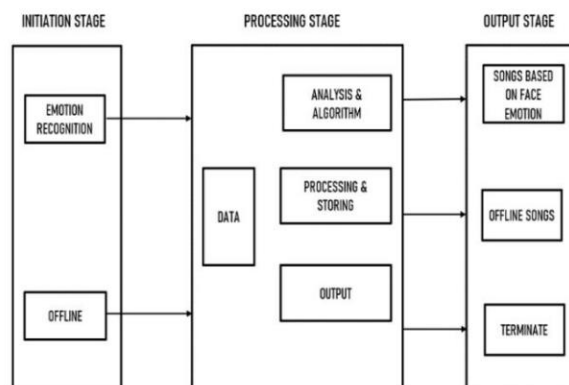 INITIATION STAGE
PROCESSING STAGE
OUTPUT STAGE
EMOTION
RECOGNITION
OFFLINE
DATA
ANALYSIS &
ALGORITHM
PROCESSING &
STORING
OUTPUT
SONGS BASED
ON FACE
EMOTION
OFFLINE SONGS
TERMINATE